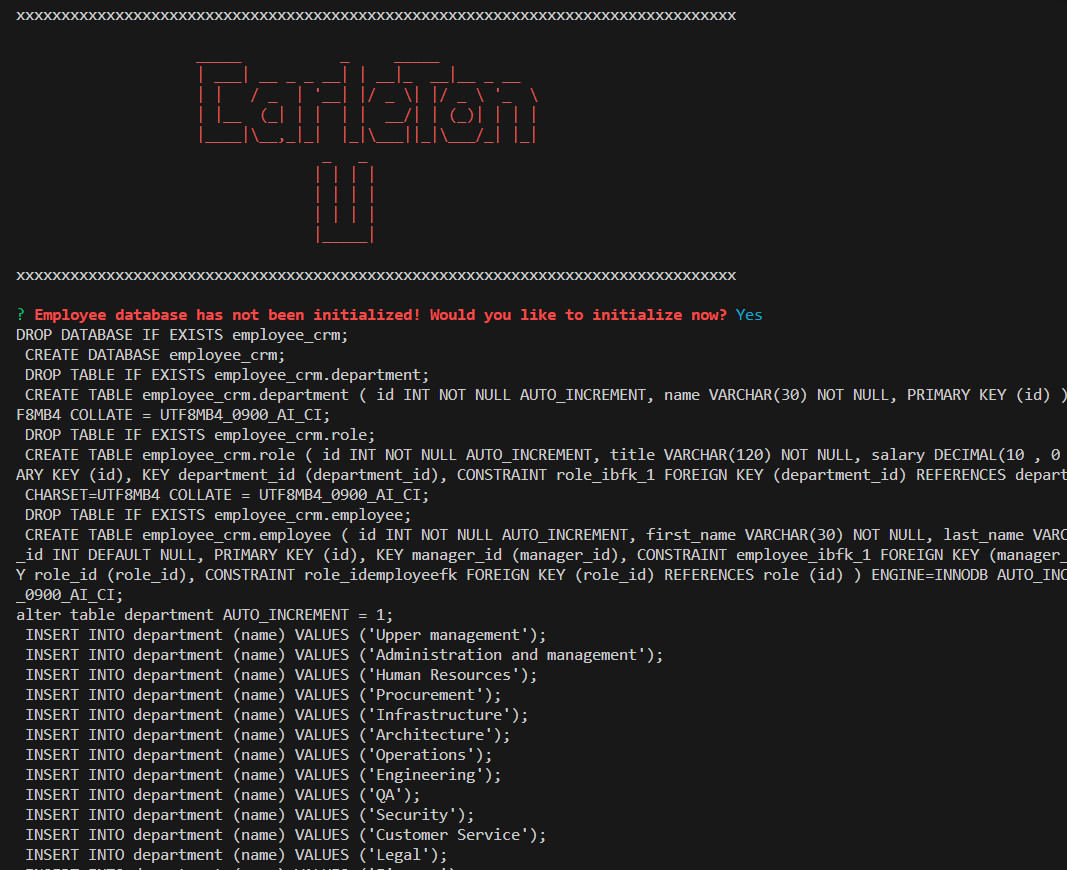 xxxxxxxxxxxxxxxxxxxxxxxxxxxxxxxxxxxxxxxxxxxxxxxxxxxxxxxxxxxxxxxxxxxxxxxxxxxxxxxx
Carleton
U
xxxxxxxxxxxxxxxxxxxxxxxxxxxxxxxxxxxxxxxxxxxxxxxxxxxxxxxxxxxxxxxxxxxxxxxxxxxxxxxx
? Employee database has not been initialized! Would you like to initialize now? Yes
DROP DATABASE IF EXISTS employee_crm;
CREATE DATABASE employee_crm;
DROP TABLE IF EXISTS employee_crm.department;
CREATE TABLE employee_crm.department ( id INT NOT NULL AUTO_INCREMENT, name VARCHAR(30) NOT NULL, PRIMARY KEY (id) )
F8MB4 COLLATE = UTF8MB4_0900_AI_CI;
DROP TABLE IF EXISTS employee_crm.role;
CREATE TABLE employee_crm.role ( id INT NOT NULL AUTO_INCREMENT, title VARCHAR(120) NOT NULL, salary DECIMAL(10 , 0
ARY KEY (id), KEY department_id (department_id), CONSTRAINT role_ibfk_1 FOREIGN KEY (department_id) REFERENCES depart
CHARSET=UTF8MB4 COLLATE = UTF8MB4_0900_AI_CI;
DROP TABLE IF EXISTS employee_crm.employee;
CREATE TABLE employee_crm.employee ( id INT NOT NULL AUTO_INCREMENT, first_name VARCHAR(30) NOT NULL, last_name VARC
_id INT DEFAULT NULL, PRIMARY KEY (id), KEY manager_id (manager_id), CONSTRAINT employee_ibfk_1 FOREIGN KEY (manager_
Y role_id (role_id), CONSTRAINT role_idemployeefk FOREIGN KEY (role_id) REFERENCES role (id) ) ENGINE=INNODB AUTO_INC
_0900_AI_CI;
alter table department AUTO_INCREMENT = 1;
INSERT INTO department (name) VALUES ('Upper management');
INSERT INTO department (name) VALUES ('Administration and management');
INSERT INTO department (name) VALUES ('Human Resources');
INSERT INTO department (name) VALUES ('Procurement');
INSERT INTO department (name) VALUES ('Infrastructure');
INSERT INTO department (name) VALUES ('Architecture');
INSERT INTO department (name) VALUES ('Operations');
INSERT INTO department (name) VALUES ('Engineering');
INSERT INTO department (name) VALUES ('QA');
INSERT INTO department (name) VALUES ('Security');
INSERT INTO department (name) VALUES ('Customer Service');
INSERT INTO department (name) VALUES ('Legal');